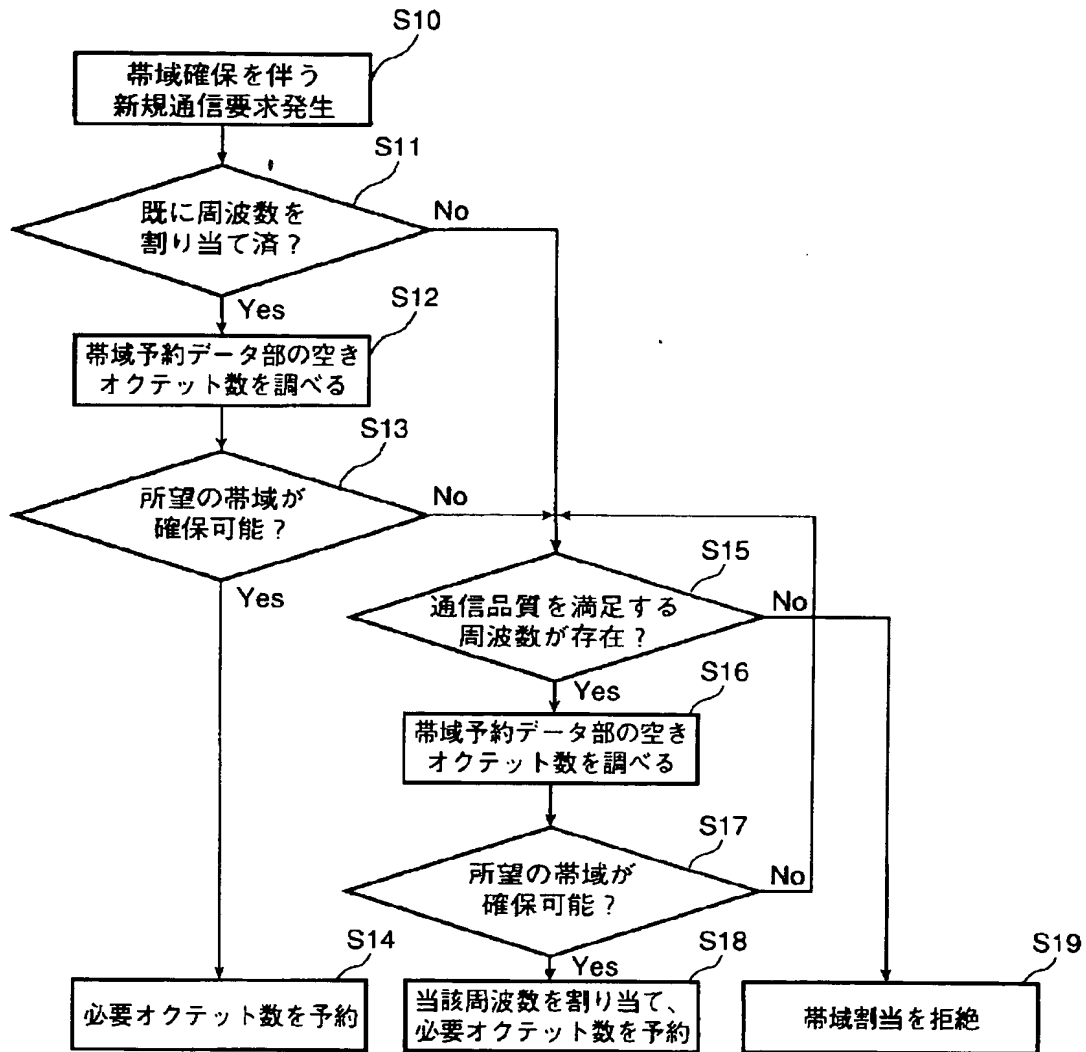 S10
帯域確保を伴う
新規通信要求発生
S11
既に周波数を
割り当て済？
No
Yes
S12
帯域予約データ部の空き
オクテット数を調べる
S13
所望の帯域が
確保可能？
No
Yes
S15
通信品質を満足する
周波数が存在？
No
Yes
S16
帯域予約データ部の空き
オクテット数を調べる
S17
所望の帯域が
確保可能？
No
Yes
S14
必要オクテット数を予約
S18
当該周波数を割り当て、
必要オクテット数を予約
S19
帯域割当を拒絶